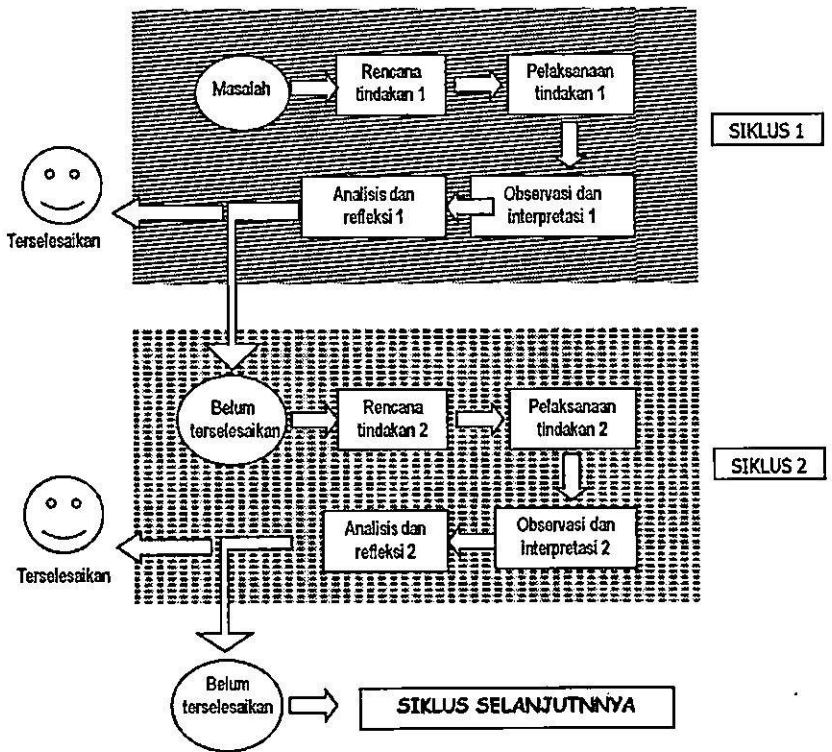 Masalah
Rencana
tindakan 1
Pelaksanaan
tindakan 1
SIKLUS 1
Observasi dan
interpretasi 1
Analisis dan
refleksi 1
Terselesaikan
Belum
terselesaikan
Rencana
tindakan 2
Pelaksanaan
tindakan 2
SIKLUS 2
Observasi dan
interpretasi 2
Analisis dan
refleksi 2
Terselesaikan
Belum
terselesaikan
SIKLUS SELANJUTNNYA